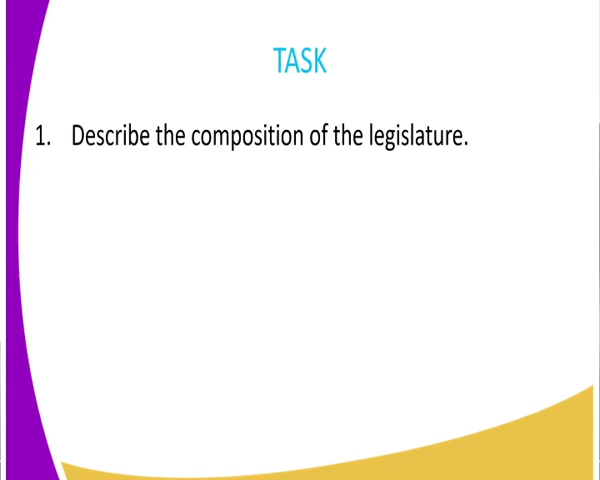 TASK
1. Describe the composition of the legislature.